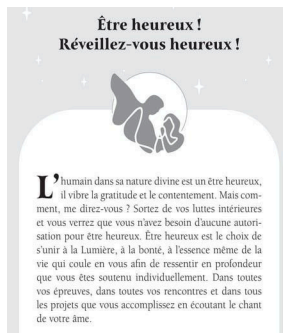 Être heureux !
Réveillez-vous heureux !
L’humain dans sa nature divine est un être heureux,
il vibre la gratitude et le contentement. Mais com-
ment, me direz-vous ? Sortez de vos luttes intérieures
et vous verrez que vous n’avez besoin d’aucune autori-
sation pour être heureux. Être heureux est le choix de
s’unir à la Lumière, à la bonté, à l’essence même de la
vie qui coule en vous afin de ressentir en profondeur
que vous êtes soutenu individuellement. Dans toutes
vos épreuves, dans toutes vos rencontres et dans tous
les projets que vous accomplissez en écoutant le chant
de votre âme.